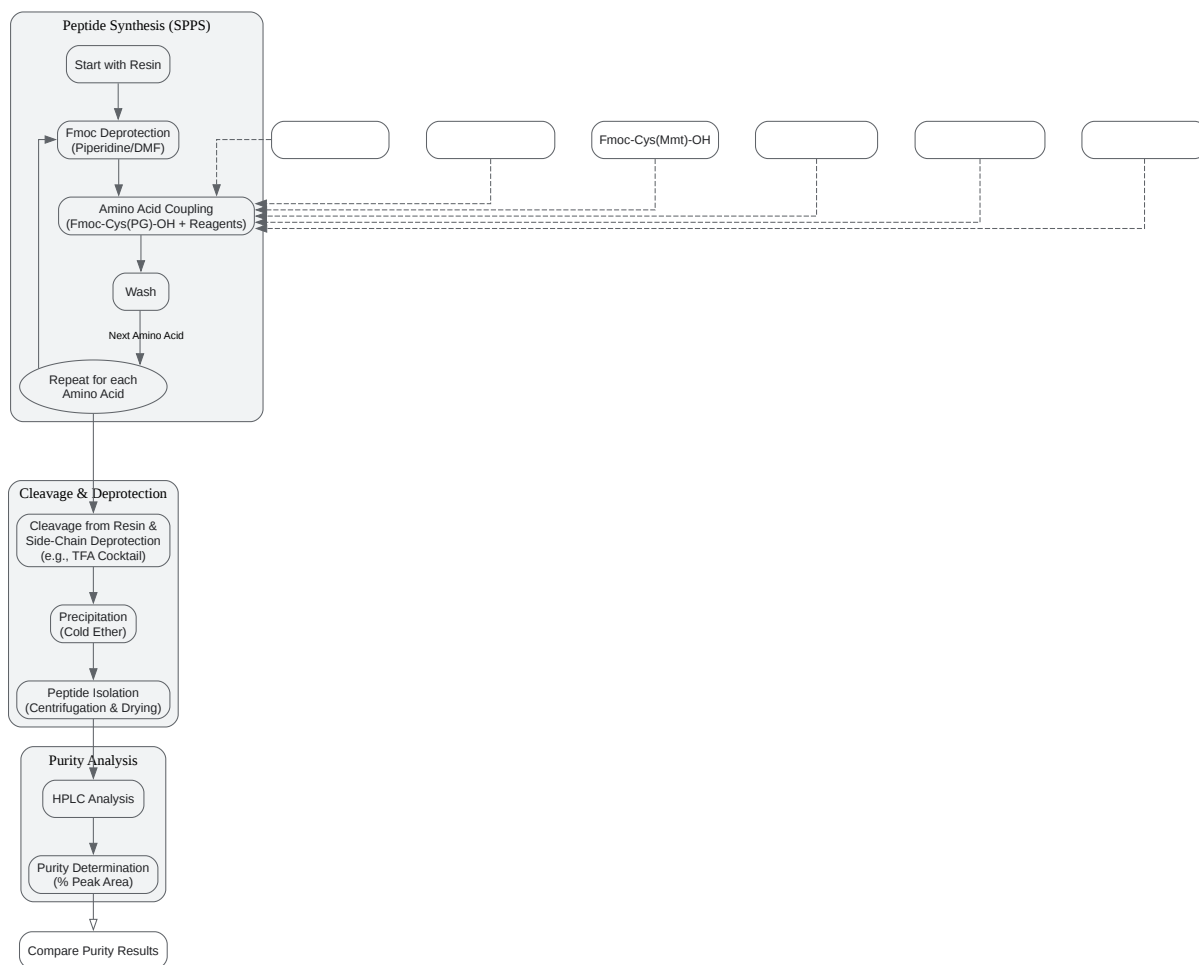 Peptide Synthesis (SPPS)
Start with Resin
Fmoc Deprotection
(Piperidine/DMF)
Fmoc-Cys(Mmt)-OH
Amino Acid Coupling
(Fmoc-Cys(PG)-OH + Reagents)
Wash
Next Amino Acid
Repeat for each
Amino Acid
Cleavage & Deprotection
Cleavage from Resin &
Side-Chain Deprotection
(e.g., TFA Cocktail)
Precipitation
(Cold Ether)
Peptide Isolation
(Centrifugation & Drying)
Purity Analysis
HPLC Analysis
Purity Determination
(% Peak Area)
Compare Purity Results